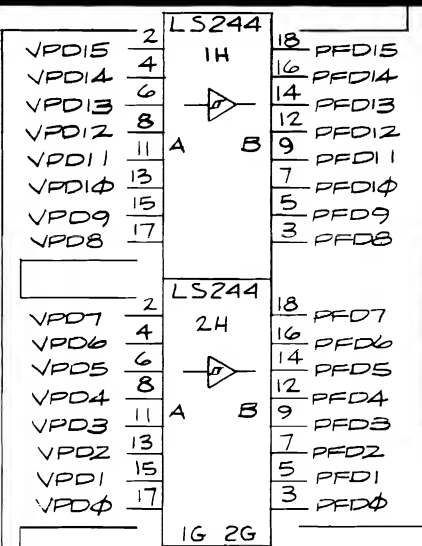 LS244
1H
VPD15 2 18 PFD15
VPD14 4 16 PFD14
VPD13 6 14 PFD13
VPD12 8 12 PFD12
VPD11 11 A B 9 PFD11
VPD1φ 13 7 PFD1φ
VPD9 15 5 PFD9
VPD8 17 3 PFD8
LS244
2H
VPD7 2 18 PFD7
VPD6 4 16 PFD6
VPD5 6 14 PFD5
VPD4 8 12 PFD4
VPD3 11 A B 9 PFD3
VPD2 13 7 PFD2
VPD1 15 5 PFD1
VPDφ 17 3 PFDφ
1G 2G